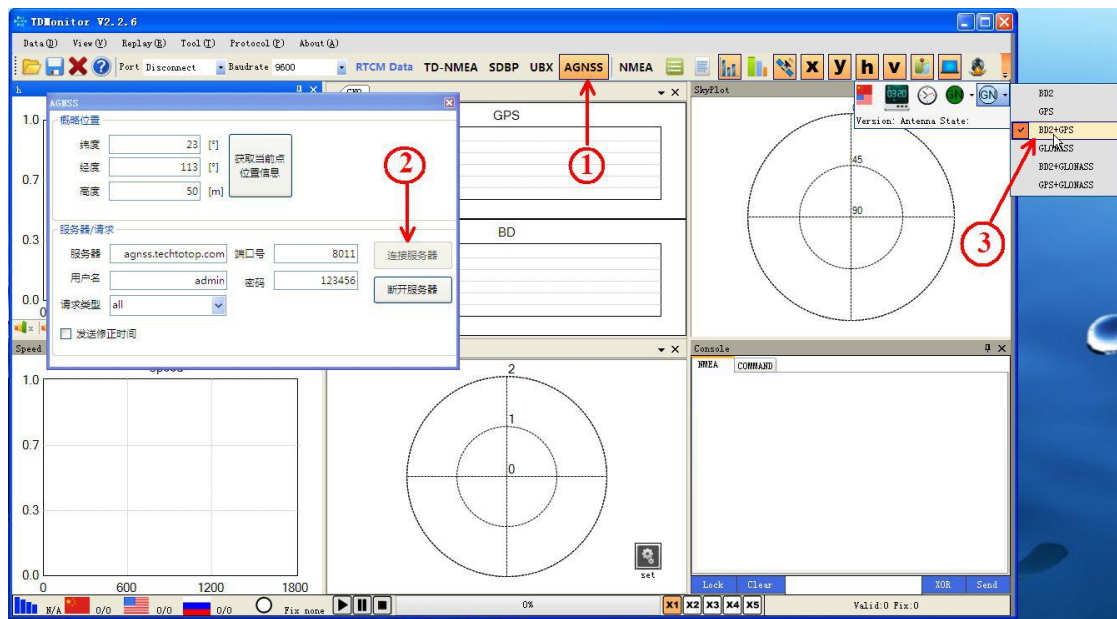 TDMonitor V2.2.6
Data(D) View(V) Replay(R) Tool(T) Protocol(P) About(A)
Port Disconnect Baudrate 9600 RTCM Data TD-NMEA SDBP UBX AGNSS NMEA x y h v
h
CNO
SkyPlot
AGNSS
概略位置
纬度 23 [°]
经度 113 [°]
高度 50 [m]
获取当前点
位置信息
服务器/请求
服务器 agnss.techtotop.com 端口号 8011 连接服务器
用户名 admin 密码 123456 断开服务器
请求类型 all
发送修正时间
1.0
0.7
0.3
0.0
0
GPS
BD
1
2
3
0320 GN GN
Version: Antenna State:
45
90
BD2
GPS
BD2+GPS
GLONASS
BD2+GLONASS
GPS+GLONASS
Speed
1.0
0.7
0.3
0.0
0 600 1200 1800
2
1
0
set
Console
NMEA COMMAND
Lock Clear XOR Send
N/A 0/0 0/0 0/0 Fix none 0% X1 X2 X3 X4 X5 Valid:0 Fix:0